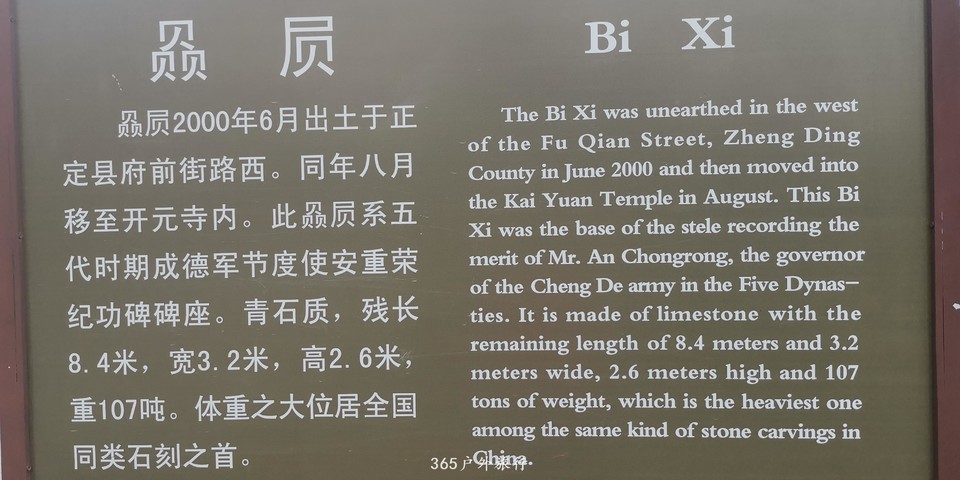 赑屃
赑屃2000年6月出土于正
定县府前街路西。同年八月
移至开元寺内。此赑屃系五
代时期成德军节度使安重荣
纪功碑碑座。青石质，残长
8.4米，宽3.2米，高2.6米，
重107吨。体重之大位居全国
同类石刻之首。
Bi Xi
The Bi Xi was unearthed in the west
of the Fu Qian Street, Zheng Ding
County in June 2000 and then moved into
the Kai Yuan Temple in August. This Bi
Xi was the base of the stele recording the
merit of Mr. An Chongrong, the governor
of the Cheng De army in the Five Dynas-
ties. It is made of limestone with the
remaining length of 8.4 meters and 3.2
meters wide, 2.6 meters high and 107
tons of weight, which is the heaviest one
among the same kind of stone carvings in
China.
365户外旅行